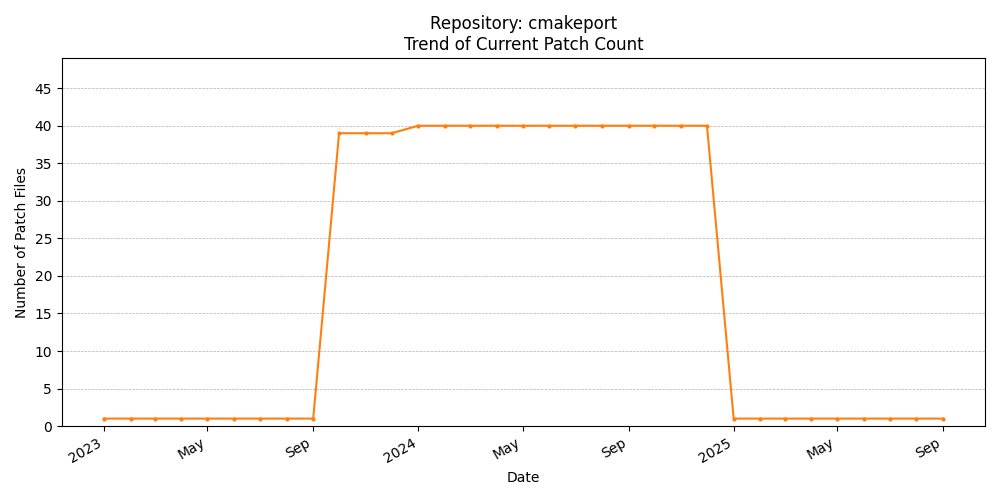 Repository: cmakeport
Trend of Current Patch Count
Number of Patch Files
45
40
35
30
25
20
15
10
5
0
2023
May
Sep
2024
May
Sep
2025
May
Sep
Date